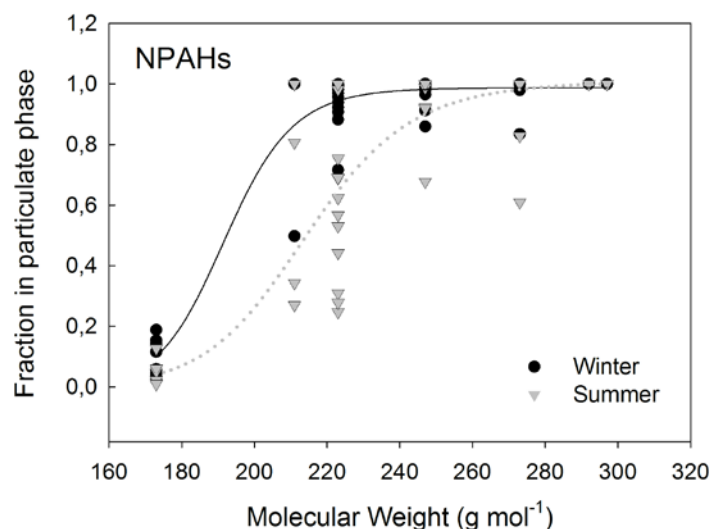 NPAHs
Fraction in particulate phase
1,2
1,0
0,8
0,6
0,4
0,2
0,0
Winter
Summer
160 180 200 220 240 260 280 300 320
Molecular Weight (g mol⁻¹)